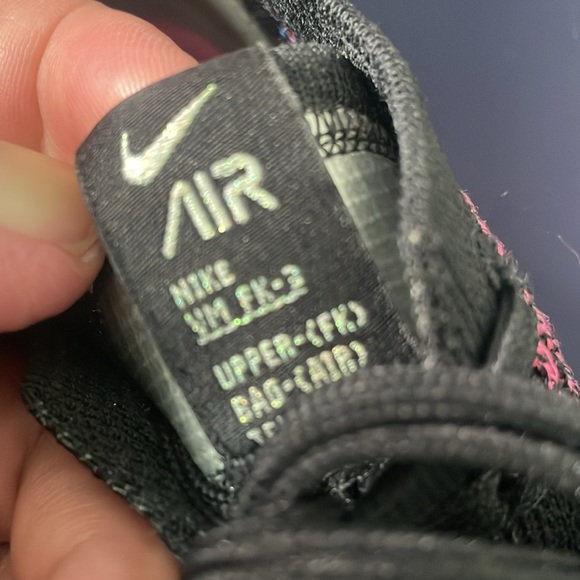 AIR
NIKE
VM FK-3
UPPER-(FK)
BAG-(AIR)